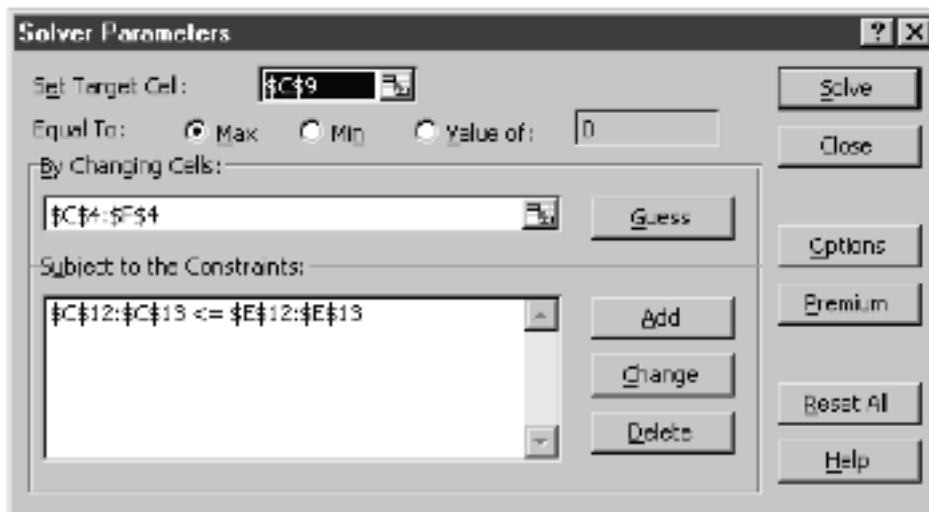 Solver Parameters
Set Target Cell: $C$9 Solve
Equal To: Max Min Value of: 0 Close
By Changing Cells:
$C$4:$F$4 Guess
Options
Subject to the Constraints:
$C$12:$C$13 <= $E$12:$E$13 Add Premium
Change
Delete Reset All
Help